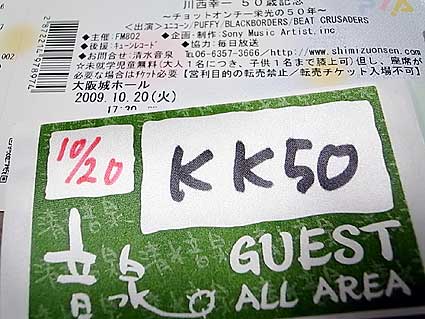 川西幸一 50歳記念
～チョットオンチー栄光の50年～
＜出演＞ユニコーン/PUFFY/BLACKBORDERS/BEAT CRUSADERS
◆主催:FM802 ◆企画・制作:Sony Music Artist,inc
◆後援:キューンレコード ◆協力:毎日放送
◆お問合せ:清水音泉 ℡06-6357-3666/http://www.shimizuonsen.
※未就学児童無料(大人1名につき、子供1名まで膝上可)但し、座席が
必要な場合はチケット必要【営利目的の転売禁止/転売チケット入場不可】
大阪城ホール
2009.10.20(火)
10/20
KK50
音泉
GUEST
ALL AREA